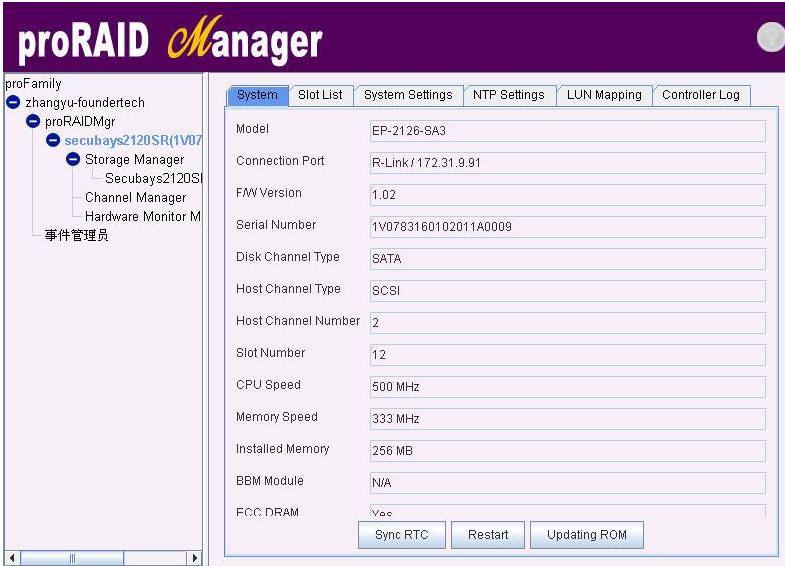 proRAID Manager
proFamily
zhangyu-foundertech
proRAIDMgr
secubays2120SR(1V07
Storage Manager
Secubays2120S
Channel Manager
Hardware Monitor M
事件管理员
System
Slot List
System Settings
NTP Settings
LUN Mapping
Controller Log
Model EP-2126-SA3
Connection Port R-Link / 172.31.9.91
F/W Version 1.02
Serial Number 1V0783160102011A0009
Disk Channel Type SATA
Host Channel Type SCSI
Host Channel Number 2
Slot Number 12
CPU Speed 500 MHz
Memory Speed 333 MHz
Installed Memory 256 MB
BBM Module N/A
ECC DRAM Yes
Sync RTC
Restart
Updating ROM